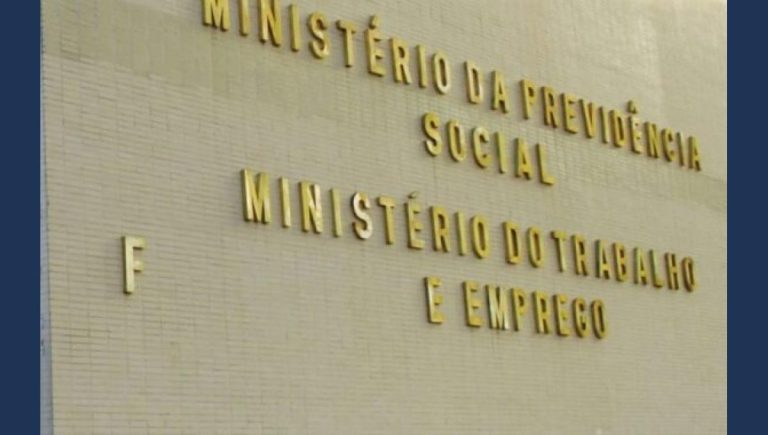 MINISTÉRIO DA PREVIDÊNCIA
SOCIAL
MINISTÉRIO DO TRABALHO
E EMPREGO
F